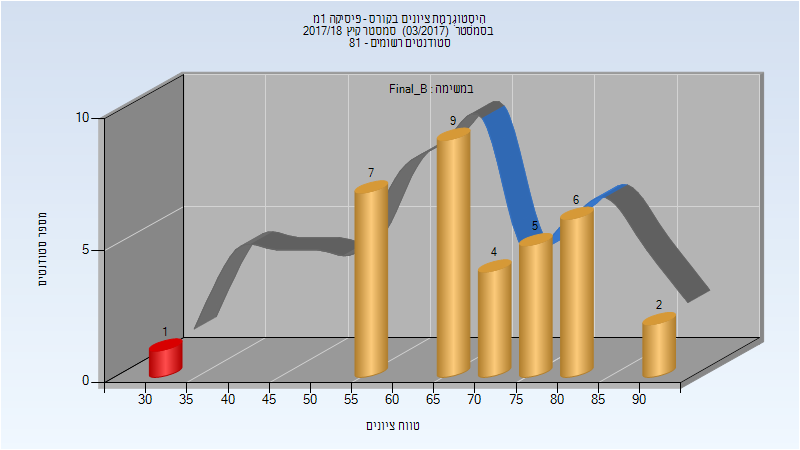 היסטוגרמת ציונים בקורס - פיסיקה 1מ
בסמסטר (03/2017) סמסטר קיץ 2017/18
סטודנטים רשומים - 81
במשימה : Final_B
מספר סטודנטים
10
5
0
1
7
9
4
5
6
2
30 35 40 45 50 55 60 65 70 75 80 85 90
טווח ציונים